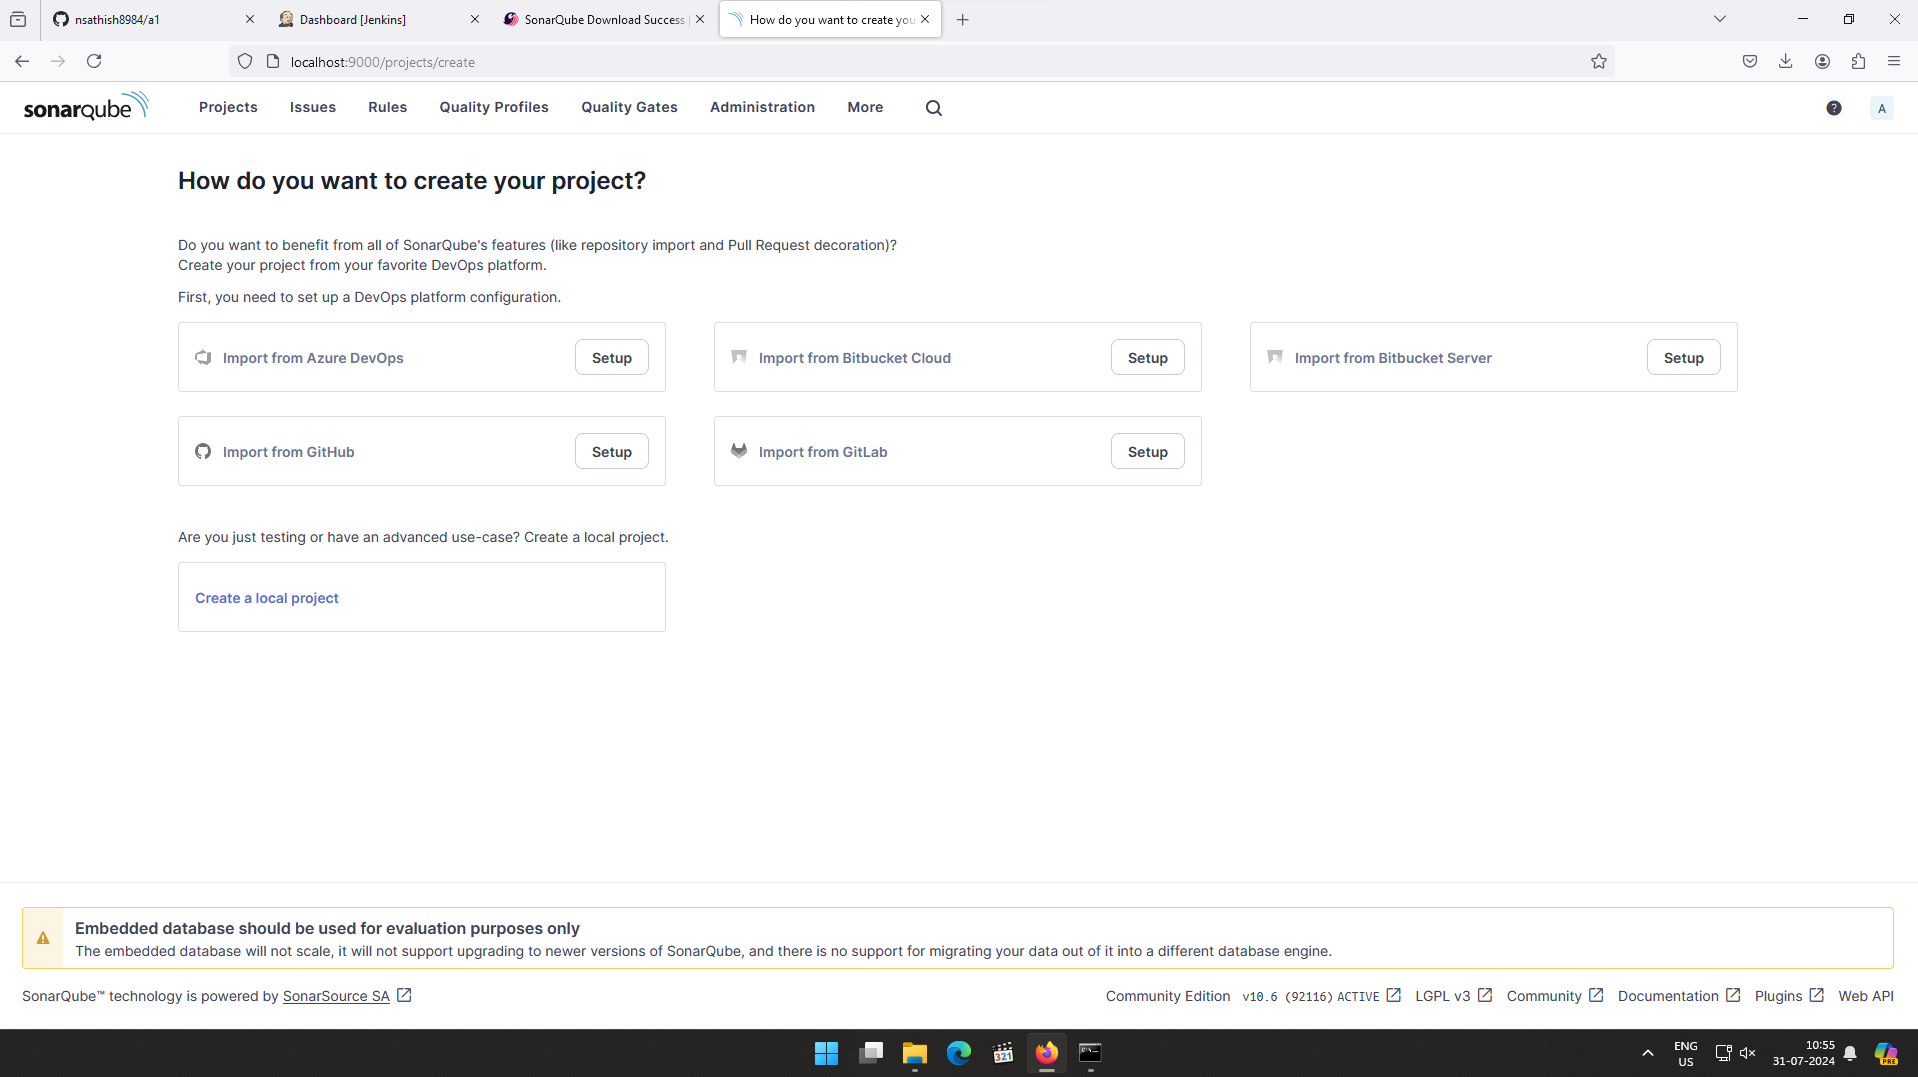 nsathish8984/a1
Dashboard [Jenkins]
SonarQube Download Success |
How do you want to create you
localhost:9000/projects/create
sonarqube
Projects
Issues
Rules
Quality Profiles
Quality Gates
Administration
More
?
A
How do you want to create your project?
Do you want to benefit from all of SonarQube's features (like repository import and Pull Request decoration)?
Create your project from your favorite DevOps platform.
First, you need to set up a DevOps platform configuration.
Import from Azure DevOps
Setup
Import from Bitbucket Cloud
Setup
Import from Bitbucket Server
Setup
Import from GitHub
Setup
Import from GitLab
Setup
Are you just testing or have an advanced use-case? Create a local project.
Create a local project
Embedded database should be used for evaluation purposes only
The embedded database will not scale, it will not support upgrading to newer versions of SonarQube, and there is no support for migrating your data out of it into a different database engine.
SonarQube™ technology is powered by SonarSource SA
Community Edition
v10.6 (92116) ACTIVE
LGPL v3
Community
Documentation
Plugins
Web API
321
ENG
US
10:55
31-07-2024
PRE